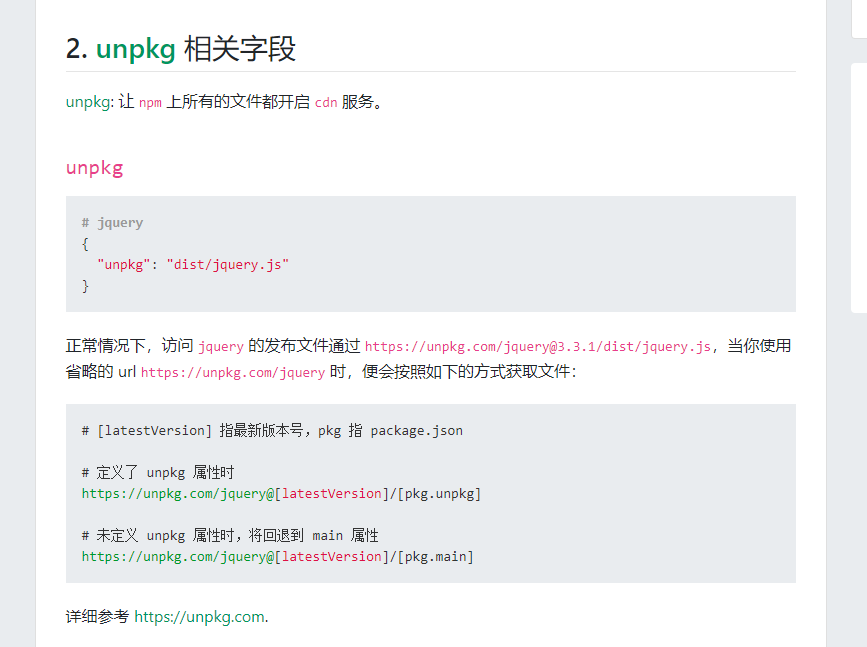 2. unpkg 相关字段
unpkg: 让 npm 上所有的文件都开启 cdn 服务。
unpkg
# jquery
{
"unpkg": "dist/jquery.js"
}
正常情况下，访问 jquery 的发布文件通过 https://unpkg.com/jquery@3.3.1/dist/jquery.js，当你使用
省略的 url https://unpkg.com/jquery 时，便会按照如下的方式获取文件：
# [latestVersion] 指最新版本号，pkg 指 package.json
# 定义了 unpkg 属性时
https://unpkg.com/jquery@[latestVersion]/[pkg.unpkg]
# 未定义 unpkg 属性时，将回退到 main 属性
https://unpkg.com/jquery@[latestVersion]/[pkg.main]
详细参考 https://unpkg.com.